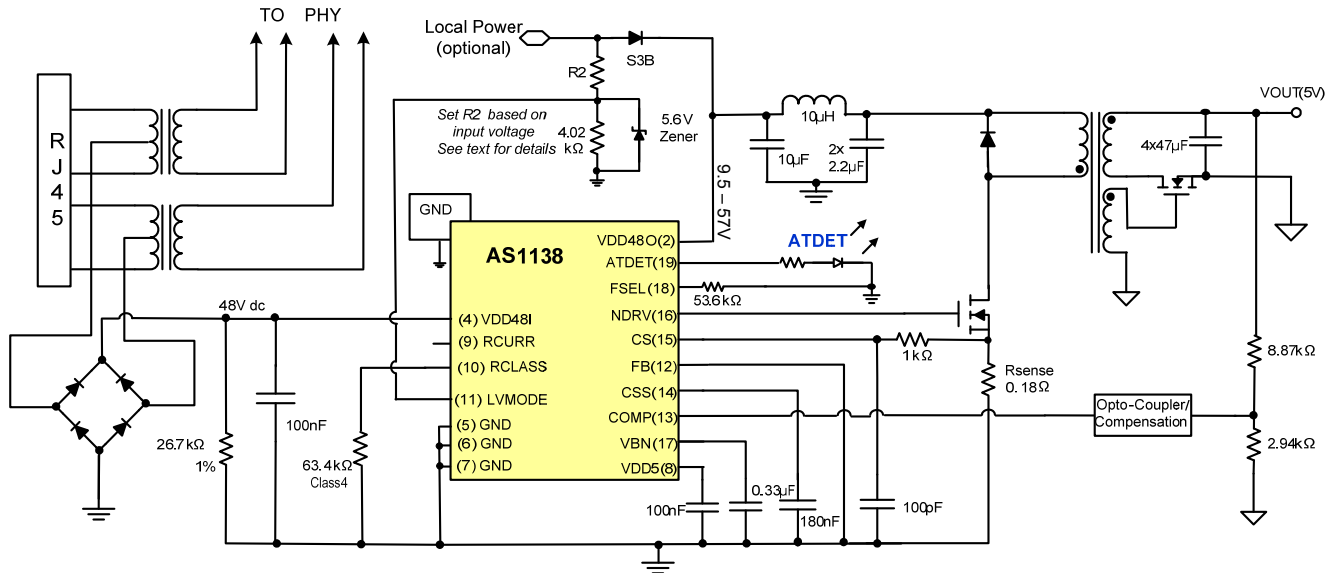 TO PHY
Local Power
(optional)
S3B
R2
Set R2 based on
input voltage
See text for details
4.02
kΩ
5.6V
Zener
10µH
10µF
2x
2.2µF
9.5 – 57V
VOUT(5V)
4x47µF
RJ45
GND
AS1138
VDD48O(2)
ATDET(19)
FSEL(18)
NDRV(16)
CS(15)
FB(12)
CSS(14)
COMP(13)
VBN(17)
VDD5(8)
(4) VDD48I
(9) RCURR
(10) RCLASS
(11) LVMODE
(5) GND
(6) GND
(7) GND
ATDET
53.6kΩ
48V dc
1kΩ
Rsense
0.18Ω
8.87kΩ
Opto-Coupler/
Compensation
2.94kΩ
26.7kΩ
1%
100nF
63.4kΩ
Class4
100nF
0.33µF
180nF
100pF